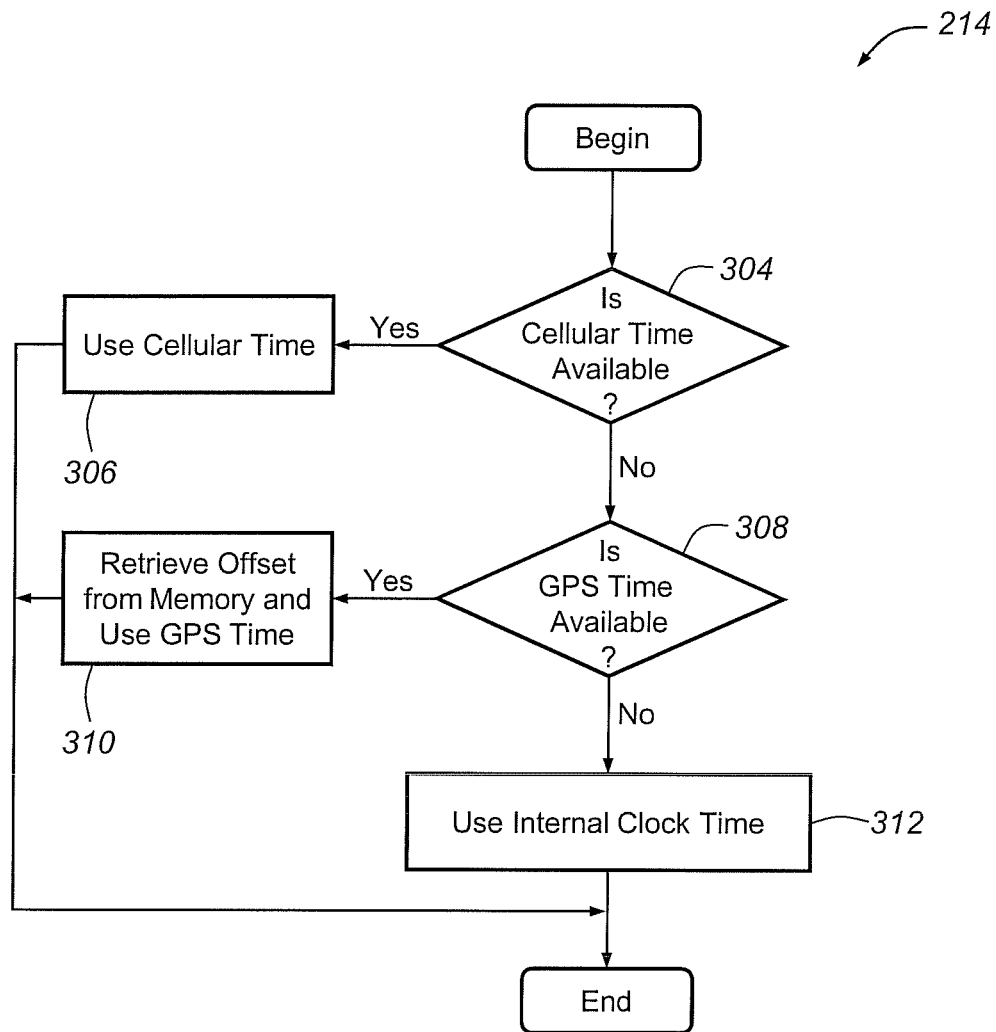 214
Begin
304
Is
Cellular Time
Available
?
Yes
Use Cellular Time
306
No
308
Is
GPS Time
Available
?
Yes
Retrieve Offset
from Memory and
Use GPS Time
310
No
Use Internal Clock Time
312
End